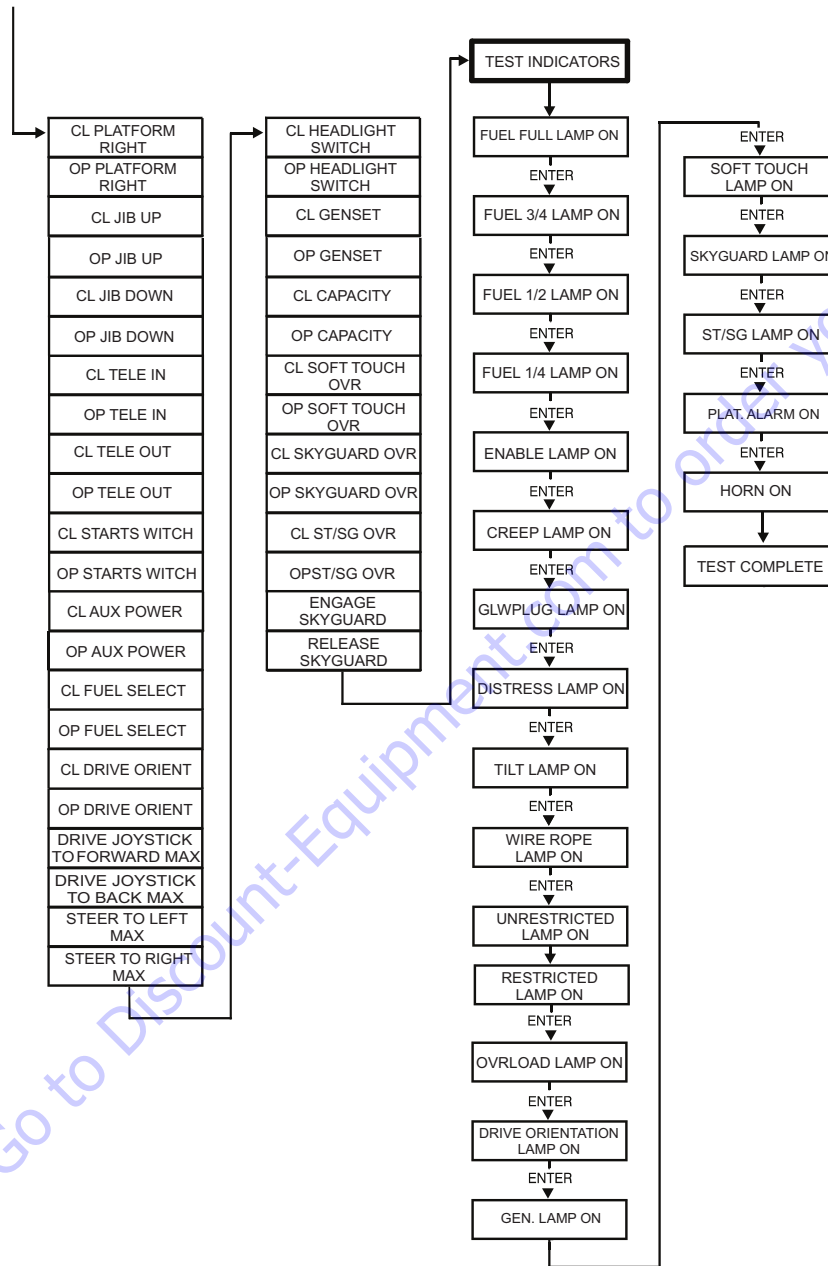 CL PLATFORM
RIGHT
OP PLATFORM
RIGHT
CL JIB UP
OP JIB UP
CL JIB DOWN
OP JIB DOWN
CL TELE IN
OP TELE IN
CL TELE OUT
OP TELE OUT
CL STARTS WITCH
OP STARTS WITCH
CL AUX POWER
OP AUX POWER
CL FUEL SELECT
OP FUEL SELECT
CL DRIVE ORIENT
OP DRIVE ORIENT
DRIVE JOYSTICK
TO FORWARD MAX
DRIVE JOYSTICK
TO BACK MAX
STEER TO LEFT
MAX
STEER TO RIGHT
MAX
CL HEADLIGHT
SWITCH
OP HEADLIGHT
SWITCH
CL GENSET
OP GENSET
CL CAPACITY
OP CAPACITY
CL SOFT TOUCH
OVR
OP SOFT TOUCH
OVR
CL SKYGUARD OVR
OP SKYGUARD OVR
CL ST/SG OVR
OPST/SG OVR
ENGAGE
SKYGUARD
RELEASE
SKYGUARD
TEST INDICATORS
FUEL FULL LAMP ON
ENTER
FUEL 3/4 LAMP ON
ENTER
FUEL 1/2 LAMP ON
ENTER
FUEL 1/4 LAMP ON
ENTER
ENABLE LAMP ON
ENTER
CREEP LAMP ON
ENTER
GLWPLUG LAMP ON
ENTER
DISTRESS LAMP ON
ENTER
TILT LAMP ON
ENTER
WIRE ROPE
LAMP ON
ENTER
UNRESTRICTED
LAMP ON
RESTRICTED
LAMP ON
ENTER
OVRLOAD LAMP ON
ENTER
DRIVE ORIENTATION
LAMP ON
ENTER
GEN. LAMP ON
ENTER
SOFT TOUCH
LAMP ON
ENTER
SKYGUARD LAMP ON
ENTER
ST/SG LAMP ON
ENTER
PLAT. ALARM ON
ENTER
HORN ON
TEST COMPLETE
Go to Discount-Equipment.com to order